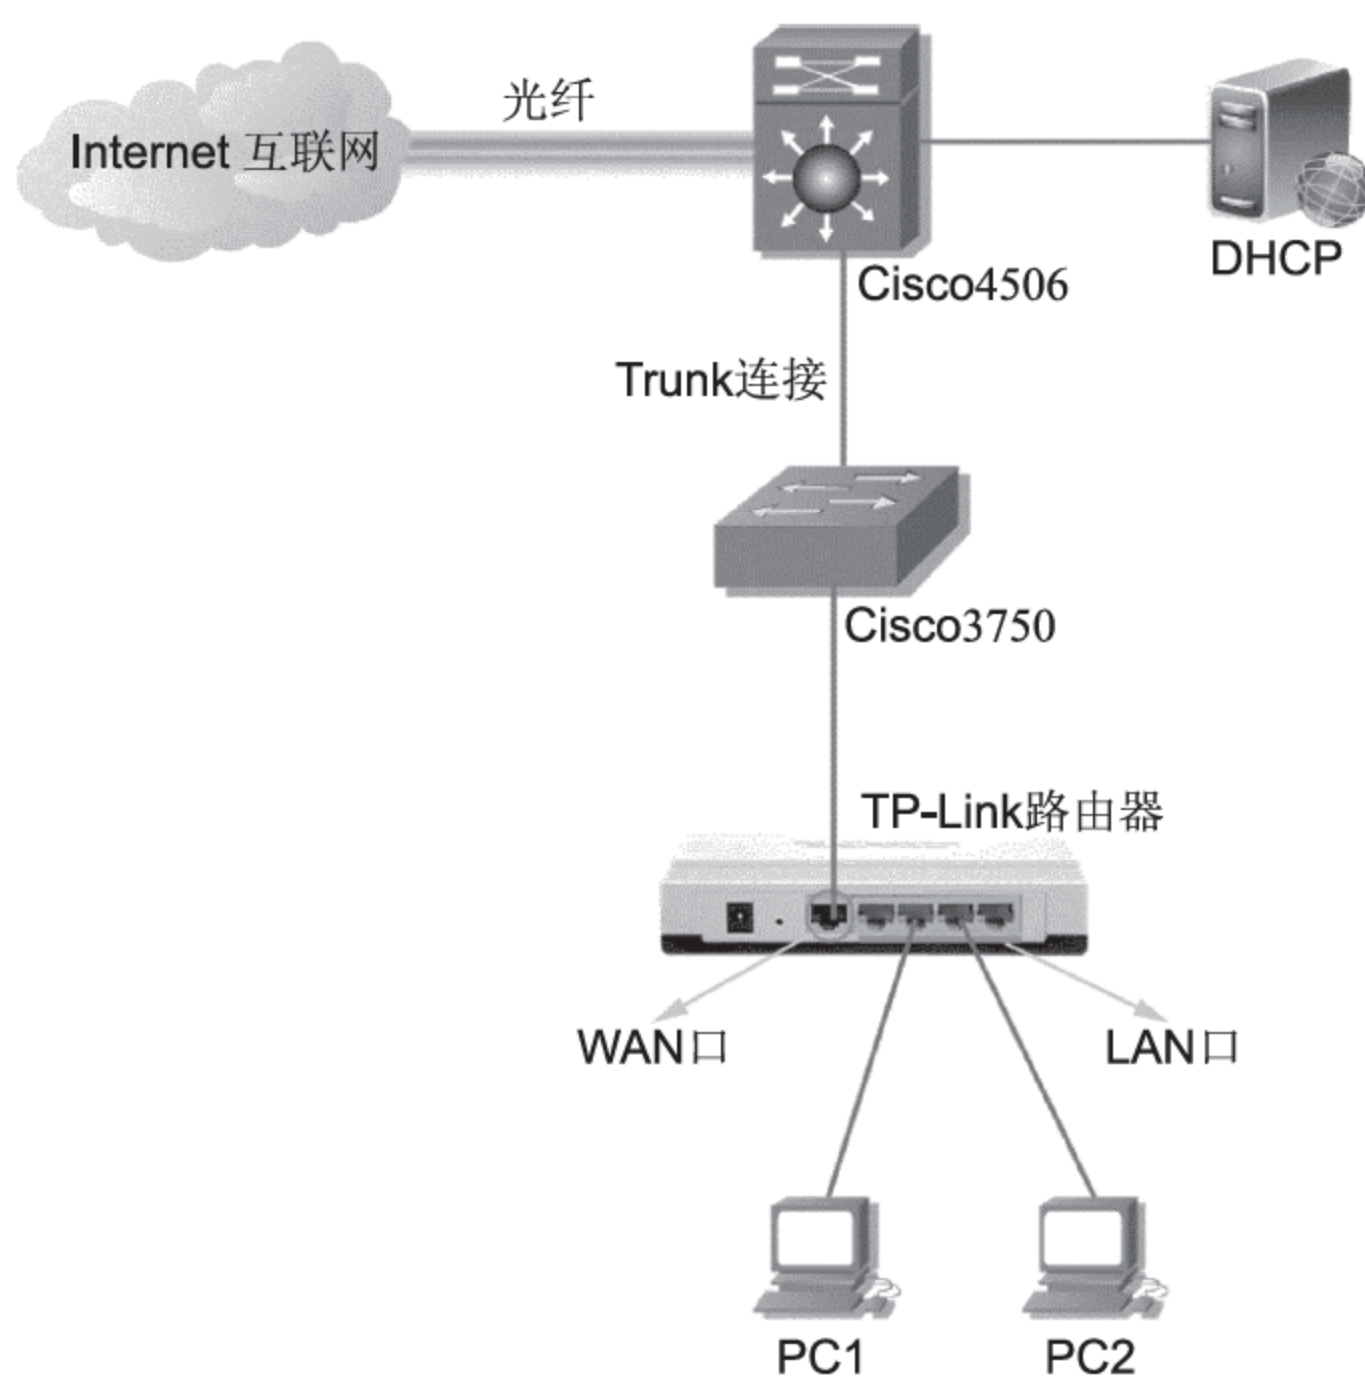 光纤
Internet 互联网
DHCP
Cisco4506
Trunk连接
Cisco3750
TP-Link路由器
WAN口
LAN口
PC1
PC2